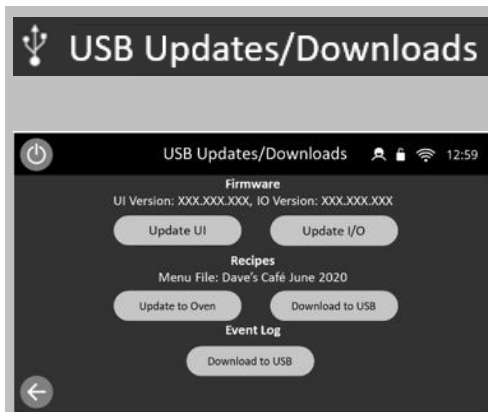 USB Updates/Downloads
USB Updates/Downloads 12:59
Firmware
UI Version: XXX.XXX.XXX, IO Version: XXX.XXX.XXX
Update UI Update I/O
Recipes
Menu File: Dave's Café June 2020
Update to Oven Download to USB
Event Log
Download to USB